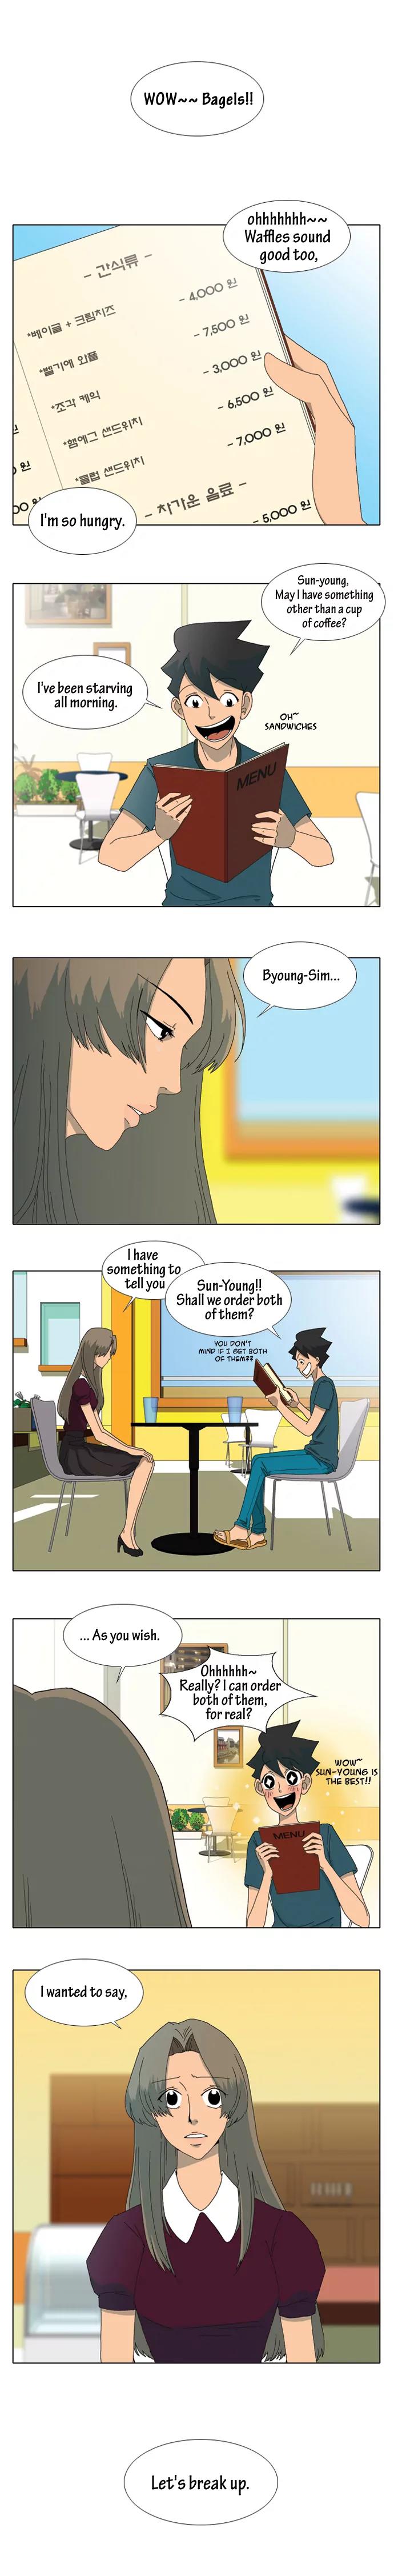 WOW~~ Bagels!!
ohhhhhhh~~
Waffles sound
good too,
- 간식류 -
*베이글 + 크림치즈
- 4,000 원
*벨기에 와플
- 7,500 원
*조각 케익
- 3,000 원
*햄에그 샌드위치
- 6,500 원
*클럽 샌드위치
- 7,000 원
원
00 원
- 차가운 음료 -
- 5,000 원
I'm so hungry.
Sun-young,
May I have something
other than a cup
of coffee?
I've been starving
all morning.
OH~
SANDWICHES
MENU
Byoung-Sim...
I have
something to
tell you
Sun-Young!!
Shall we order both
of them?
YOU DON'T
MIND IF I GET BOTH
OF THEM??
... As you wish.
Ohhhhhh~
Really? I can order
both of them,
for real?
WOW~
SUN-YOUNG IS
THE BEST!!
MENU
I wanted to say,
Let's break up.